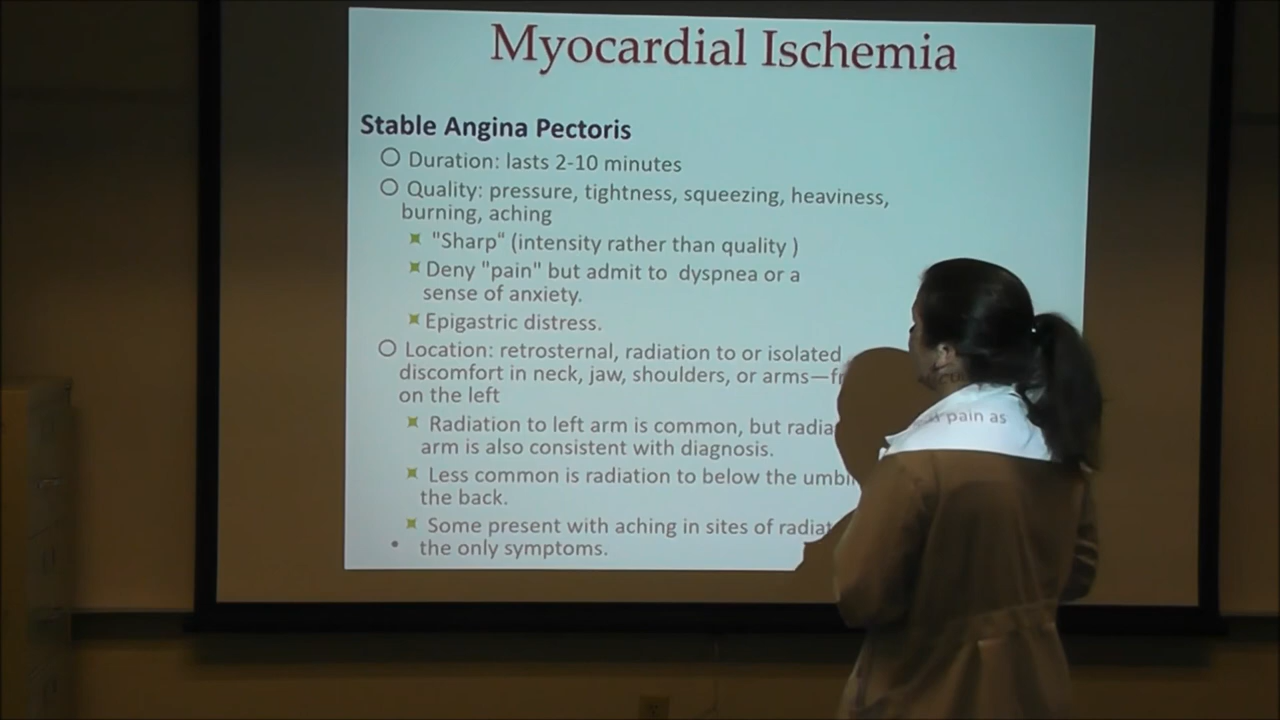 Myocardial Ischemia
Stable Angina Pectoris
Duration: lasts 2-10 minutes
Quality: pressure, tightness, squeezing, heaviness,
burning, aching
"Sharp" (intensity rather than quality )
Deny "pain" but admit to dyspnea or a
sense of anxiety.
Epigastric distress.
Location: retrosternal, radiation to or isolated
discomfort in neck, jaw, shoulders, or arms—
on the left
Radiation to left arm is common, but
pain as
arm is also consistent with diagnosis.
Less common is radiation to below the
the back.
Some present with aching in sites of
the only symptoms.